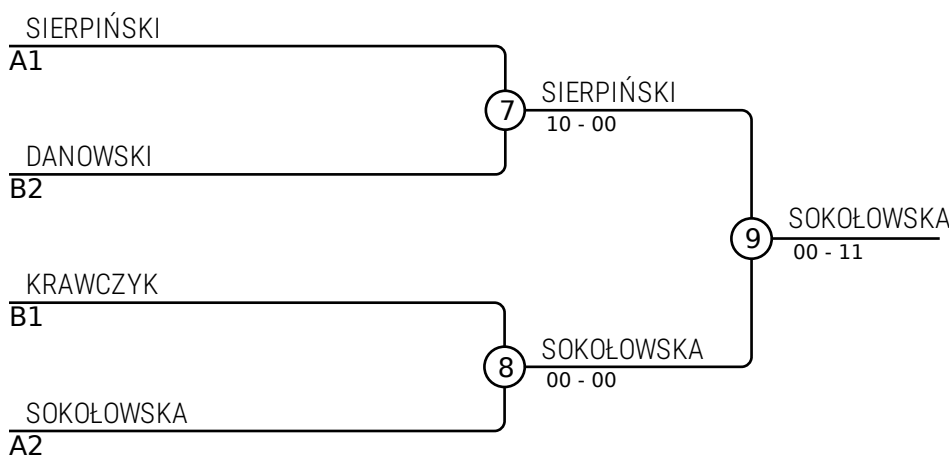 SIERPIŃSKI
A1
7
SIERPIŃSKI
10 - 00
DANOWSKI
B2
9
SOKOŁOWSKA
00 - 11
KRAWCZYK
B1
8
SOKOŁOWSKA
00 - 00
SOKOŁOWSKA
A2